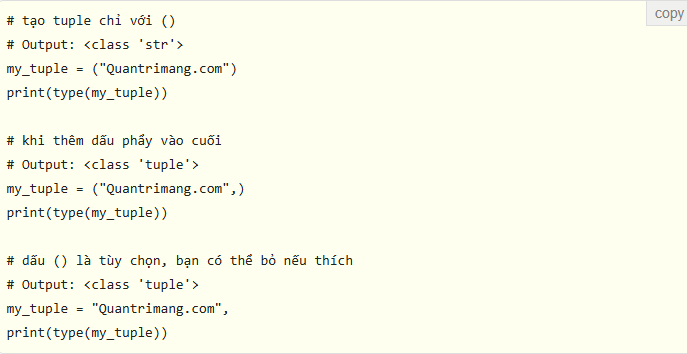 copy
# tạo tuple chỉ với ()
# Output: <class 'str'>
my_tuple = ("Quantrimang.com")
print(type(my_tuple))
# khi thêm dấu phẩy vào cuối
# Output: <class 'tuple'>
my_tuple = ("Quantrimang.com",)
print(type(my_tuple))
# dấu () là tùy chọn, bạn có thể bỏ nếu thích
# Output: <class 'tuple'>
my_tuple = "Quantrimang.com",
print(type(my_tuple))